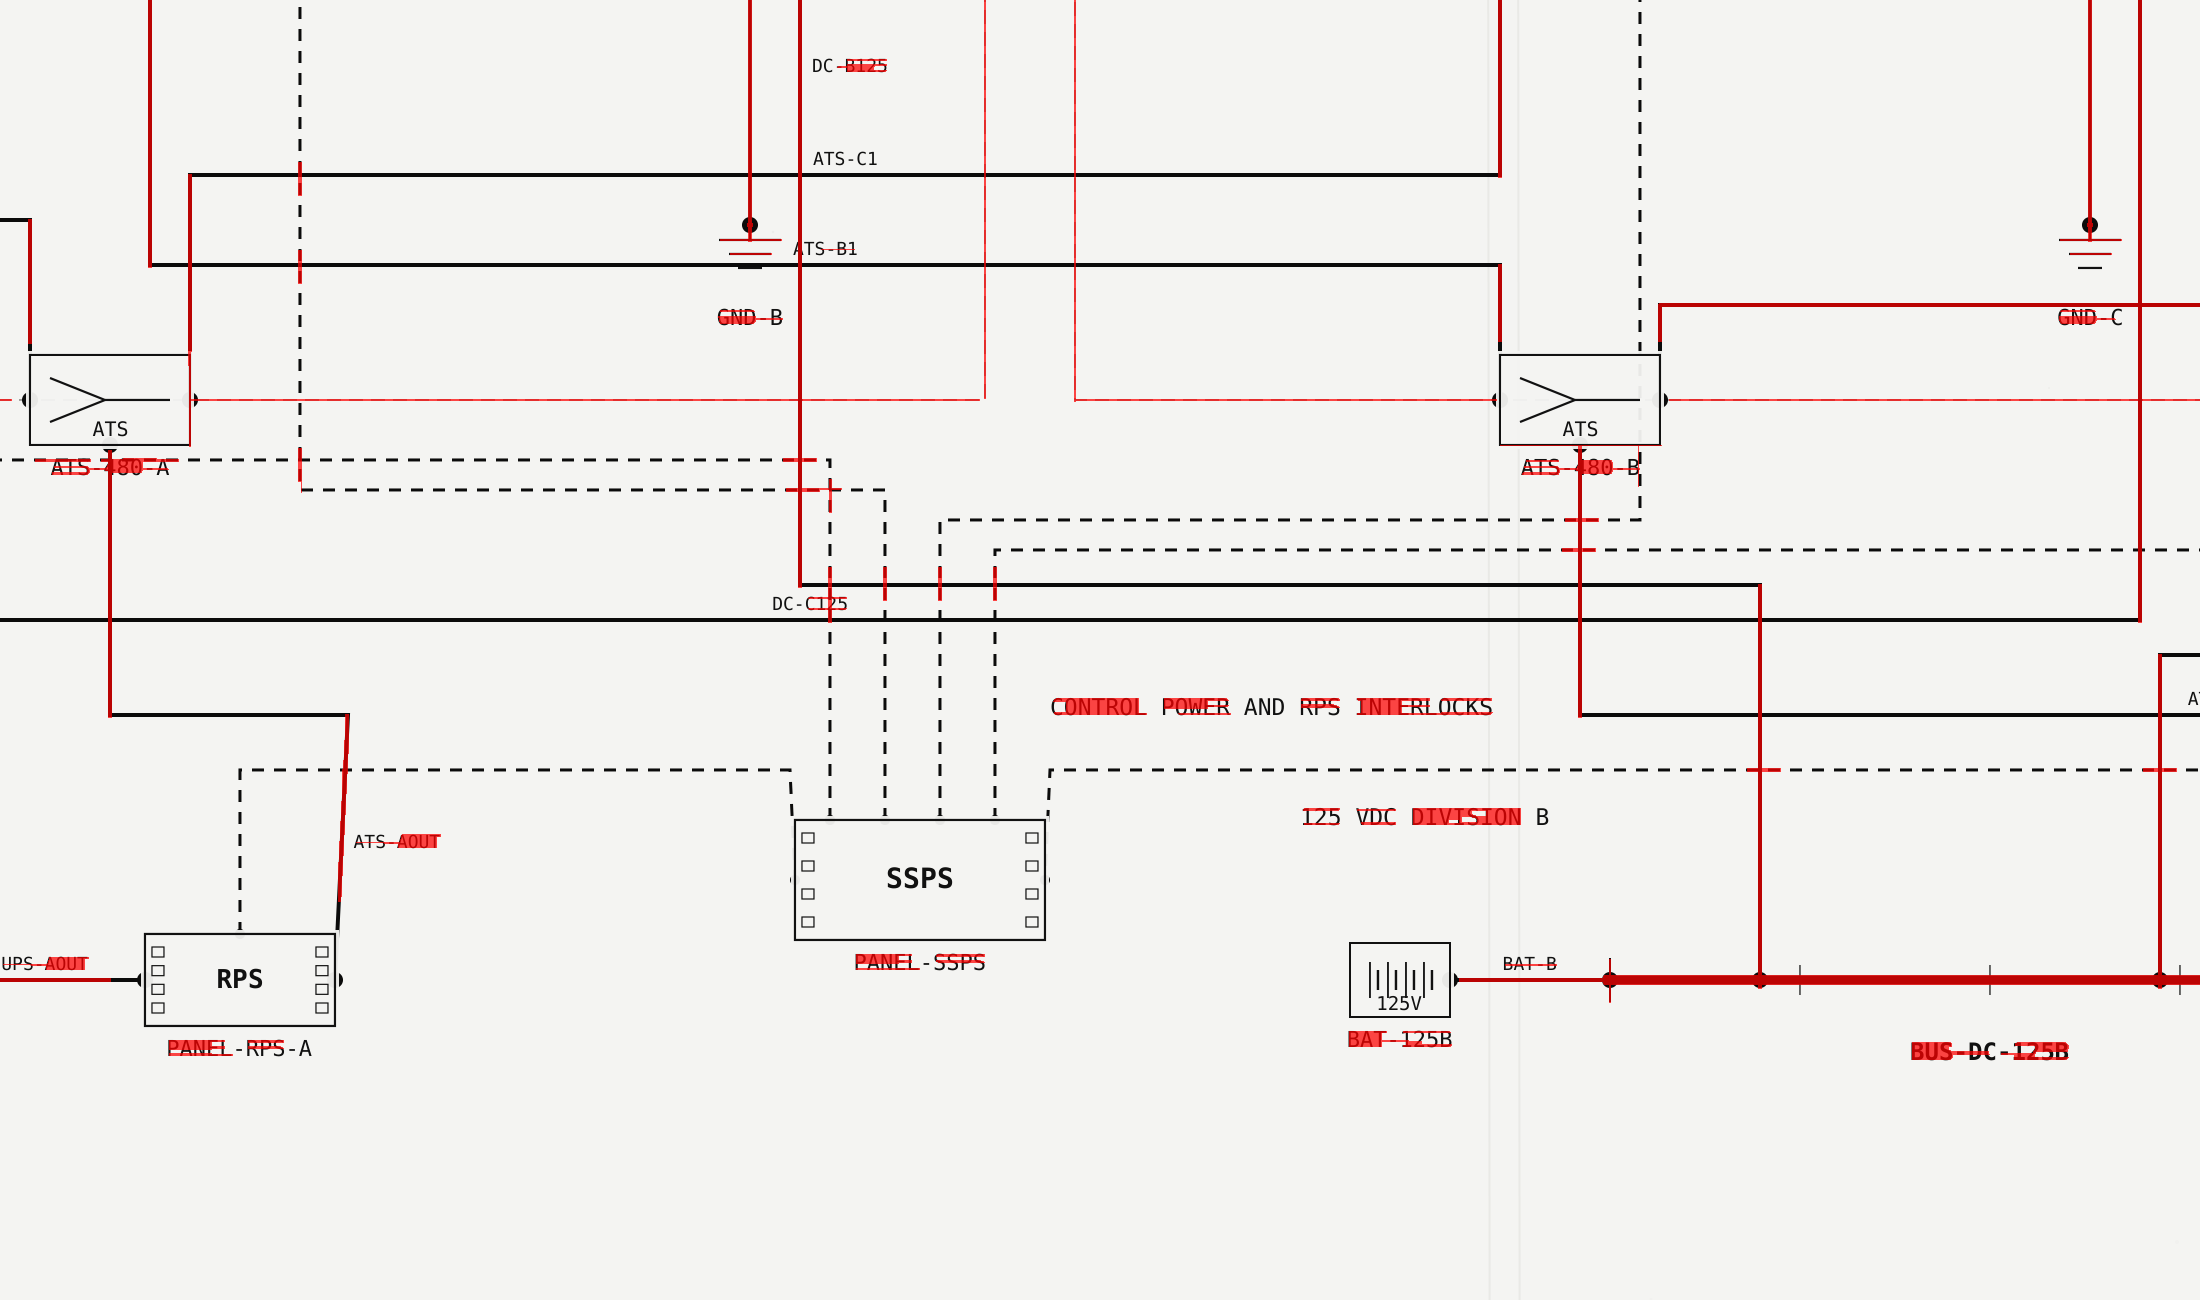 DC-B125
ATS-C1
ATS-B1
GND-B
GND-C
ATS
ATS
ATS-480-A
ATS-480-B
DC-C125
CONTROL POWER AND RPS INTERLOCKS
125 VDC DIVISION B
ATS-AOUT
SSPS
PANEL-SSPS
UPS-AOUT
RPS
PANEL-RPS-A
BAT-B
125V
BAT-125B
BUS-DC-125B